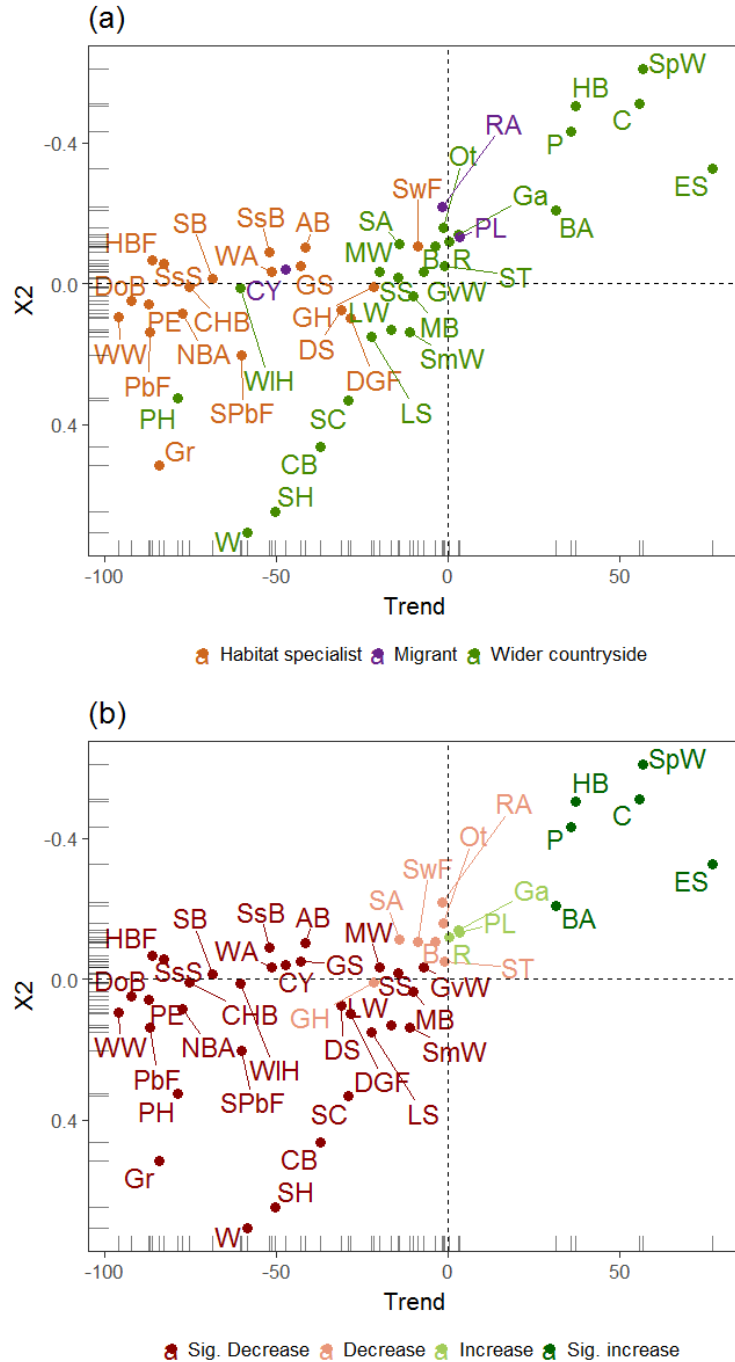 (a)
SpW
HB
C
RA
P
-0.4
Ot
SwF
ES
Ga
SB
SsB
AB
SA
PL
BA
HBF
WA
MW
B
R
SsS
GS
ST
X2
0.0
DoB
CY
SS
GvW
PE
CHB
GH
LW
MB
WW
NBA
DS
SmW
PbF
WIH
DGF
PH
SPbF
SC
LS
0.4
Gr
CB
SH
W
-100
-50
0
50
Trend
a Habitat specialist a Migrant a Wider countryside
(b)
SpW
HB
RA
C
P
-0.4
Ot
SwF
ES
Ga
SB
SsB
AB
SA
PL
BA
HBF
WA
MW
B
R
SsS
CY
GS
ST
X2
0.0
DoB
SS
GvW
PE
CHB
GH
LW
MB
WW
NBA
DS
SmW
PbF
WIH
DGF
PH
SPbF
SC
LS
0.4
Gr
CB
SH
W
-100
-50
0
50
Trend
a Sig. Decrease a Decrease a Increase a Sig. increase